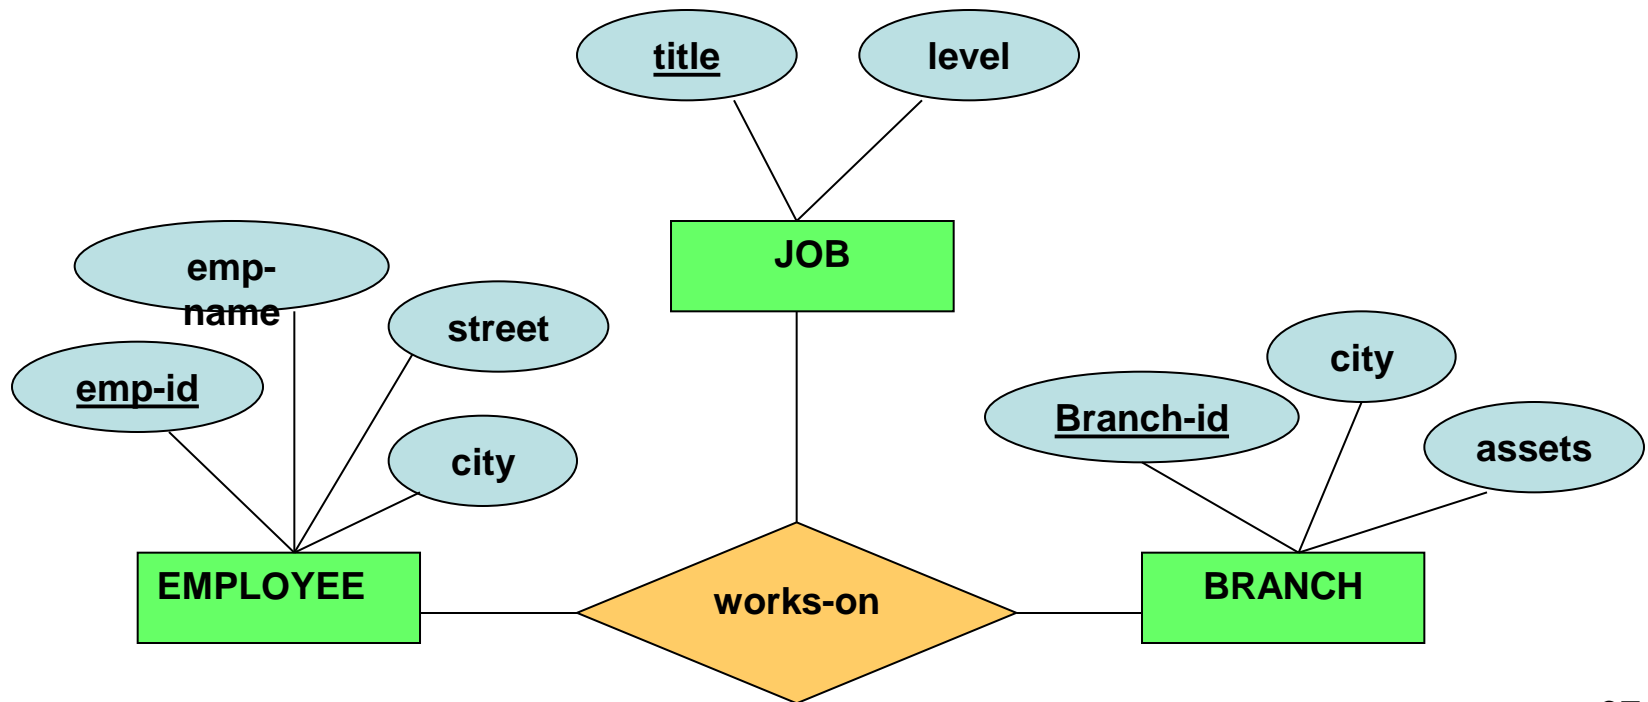 title
level
JOB
emp-
name
street
emp-id
city
city
Branch-id
assets
EMPLOYEE
works-on
BRANCH